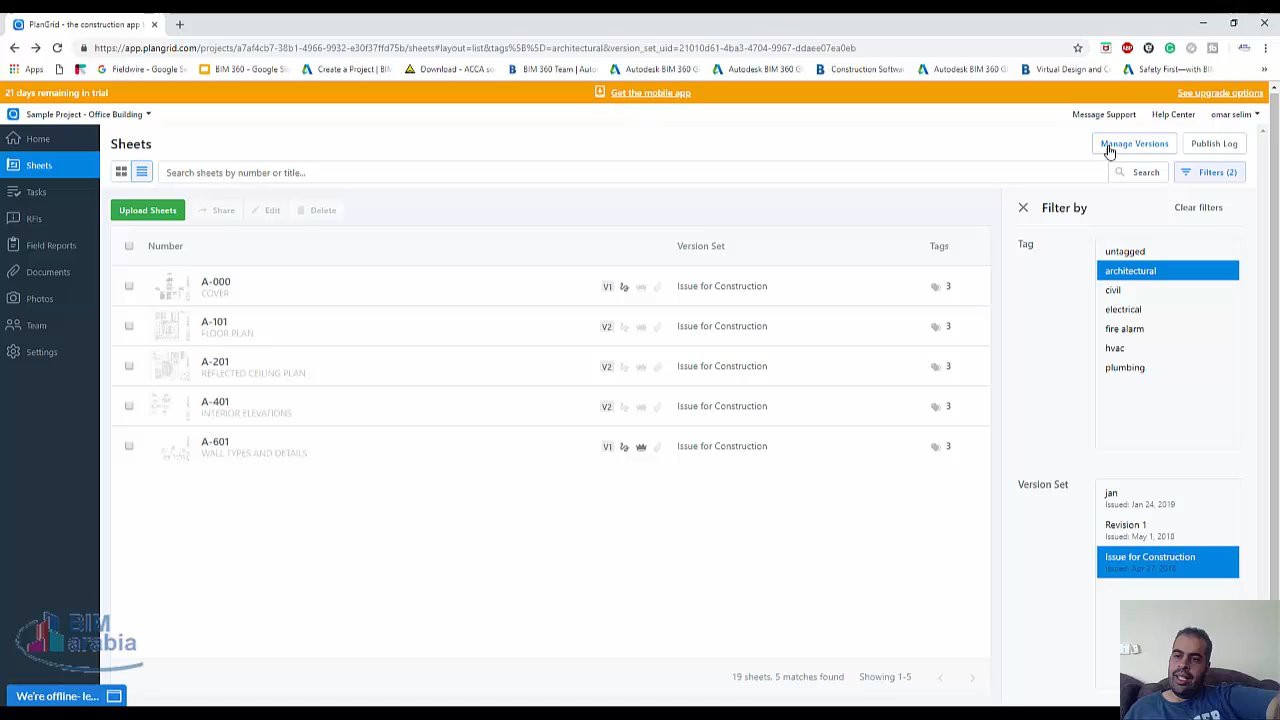 PlanGrid - the construction app f
https://app.plangrid.com/projects/a7af4cb7-38b1-4966-9932-e30f37ffd75b/sheets#layout=list&tags%5B%5D=architectural&version_set_uid=21010d61-4ba3-4704-9967-ddaee07ea0eb
Apps
Fieldwire - Google S
BIM 360 - Google Sl
Create a Project | BIM
Download - ACCA so
BIM 360 Team | Auto
Autodesk BIM 360 G
Autodesk BIM 360 G
Construction Softwa
Autodesk BIM 360 G
Virtual Design and C
Safety First—with BI
21 days remaining in trial
Get the mobile app
See upgrade options
Sample Project - Office Building
Message Support
Help Center
omar selim
Home
Sheets
Tasks
RFIs
Field Reports
Documents
Photos
Team
Settings
Sheets
Manage Versions
Publish Log
Search sheets by number or title...
Search
Filters (2)
Upload Sheets
Share
Edit
Delete
Number
Version Set
Tags
A-000
COVER
V1
Issue for Construction
3
A-101
FLOOR PLAN
V2
Issue for Construction
3
A-201
REFLECTED CEILING PLAN
V2
Issue for Construction
3
A-401
INTERIOR ELEVATIONS
V2
Issue for Construction
3
A-601
WALL TYPES AND DETAILS
V1
Issue for Construction
3
19 sheets, 5 matches found
Showing 1-5
Filter by
Clear filters
Tag
untagged
architectural
civil
electrical
fire alarm
hvac
plumbing
Version Set
jan
Issued: Jan 24, 2019
Revision 1
Issued: May 1, 2018
Issue for Construction
Issued: Apr 27, 2018
BIM
arabia
We're offline- le...